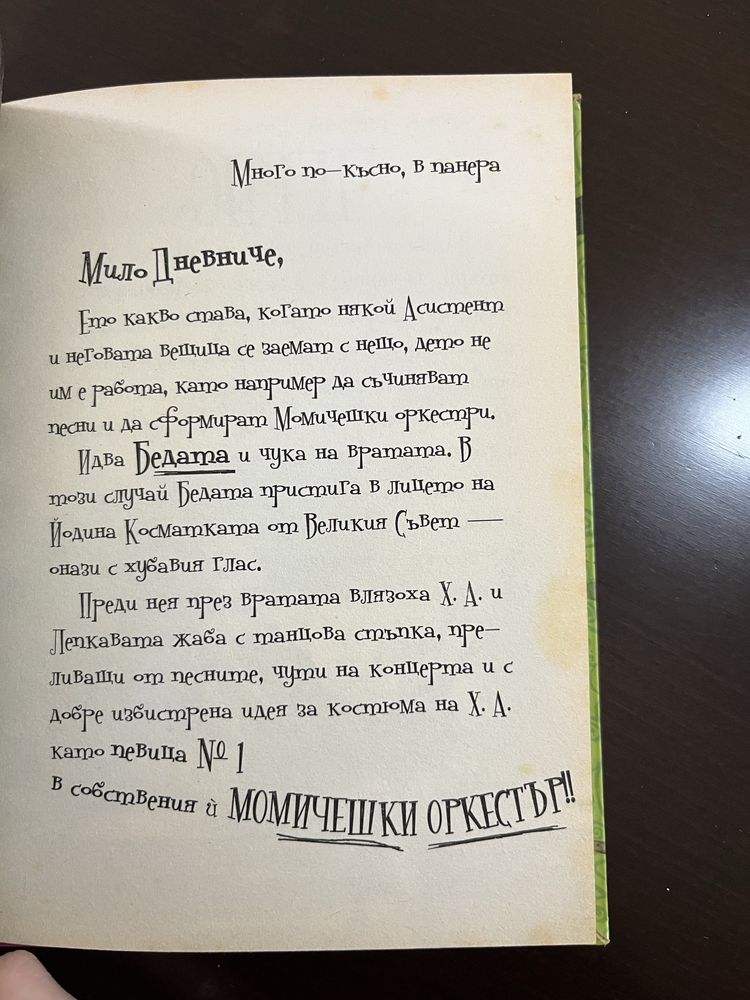 Много по-късно, в панера
Мило Дневниче,
Ето какво става, когато някой Асистент
и неговата вещица се заемат с нещо, дето не
им е работа, като например да съчиняват
песни и да сформират Момичешки оркестри.
Идва Бедата и чука на вратата. В
този случай Бедата пристига в лицето на
Йодина Косматката от Великия Съвет —
онази с хубавия глас.
Преди нея през вратата влязоха Х. А. и
Лепкавата жаба с танцова стъпка, пре-
ливащи от песните, чути на концерта и с
добре избистрена идея за костюма на Х. А.
като певица № 1
в собствения ѝ МОМИЧЕШКИ ОРКЕСТЪР!!